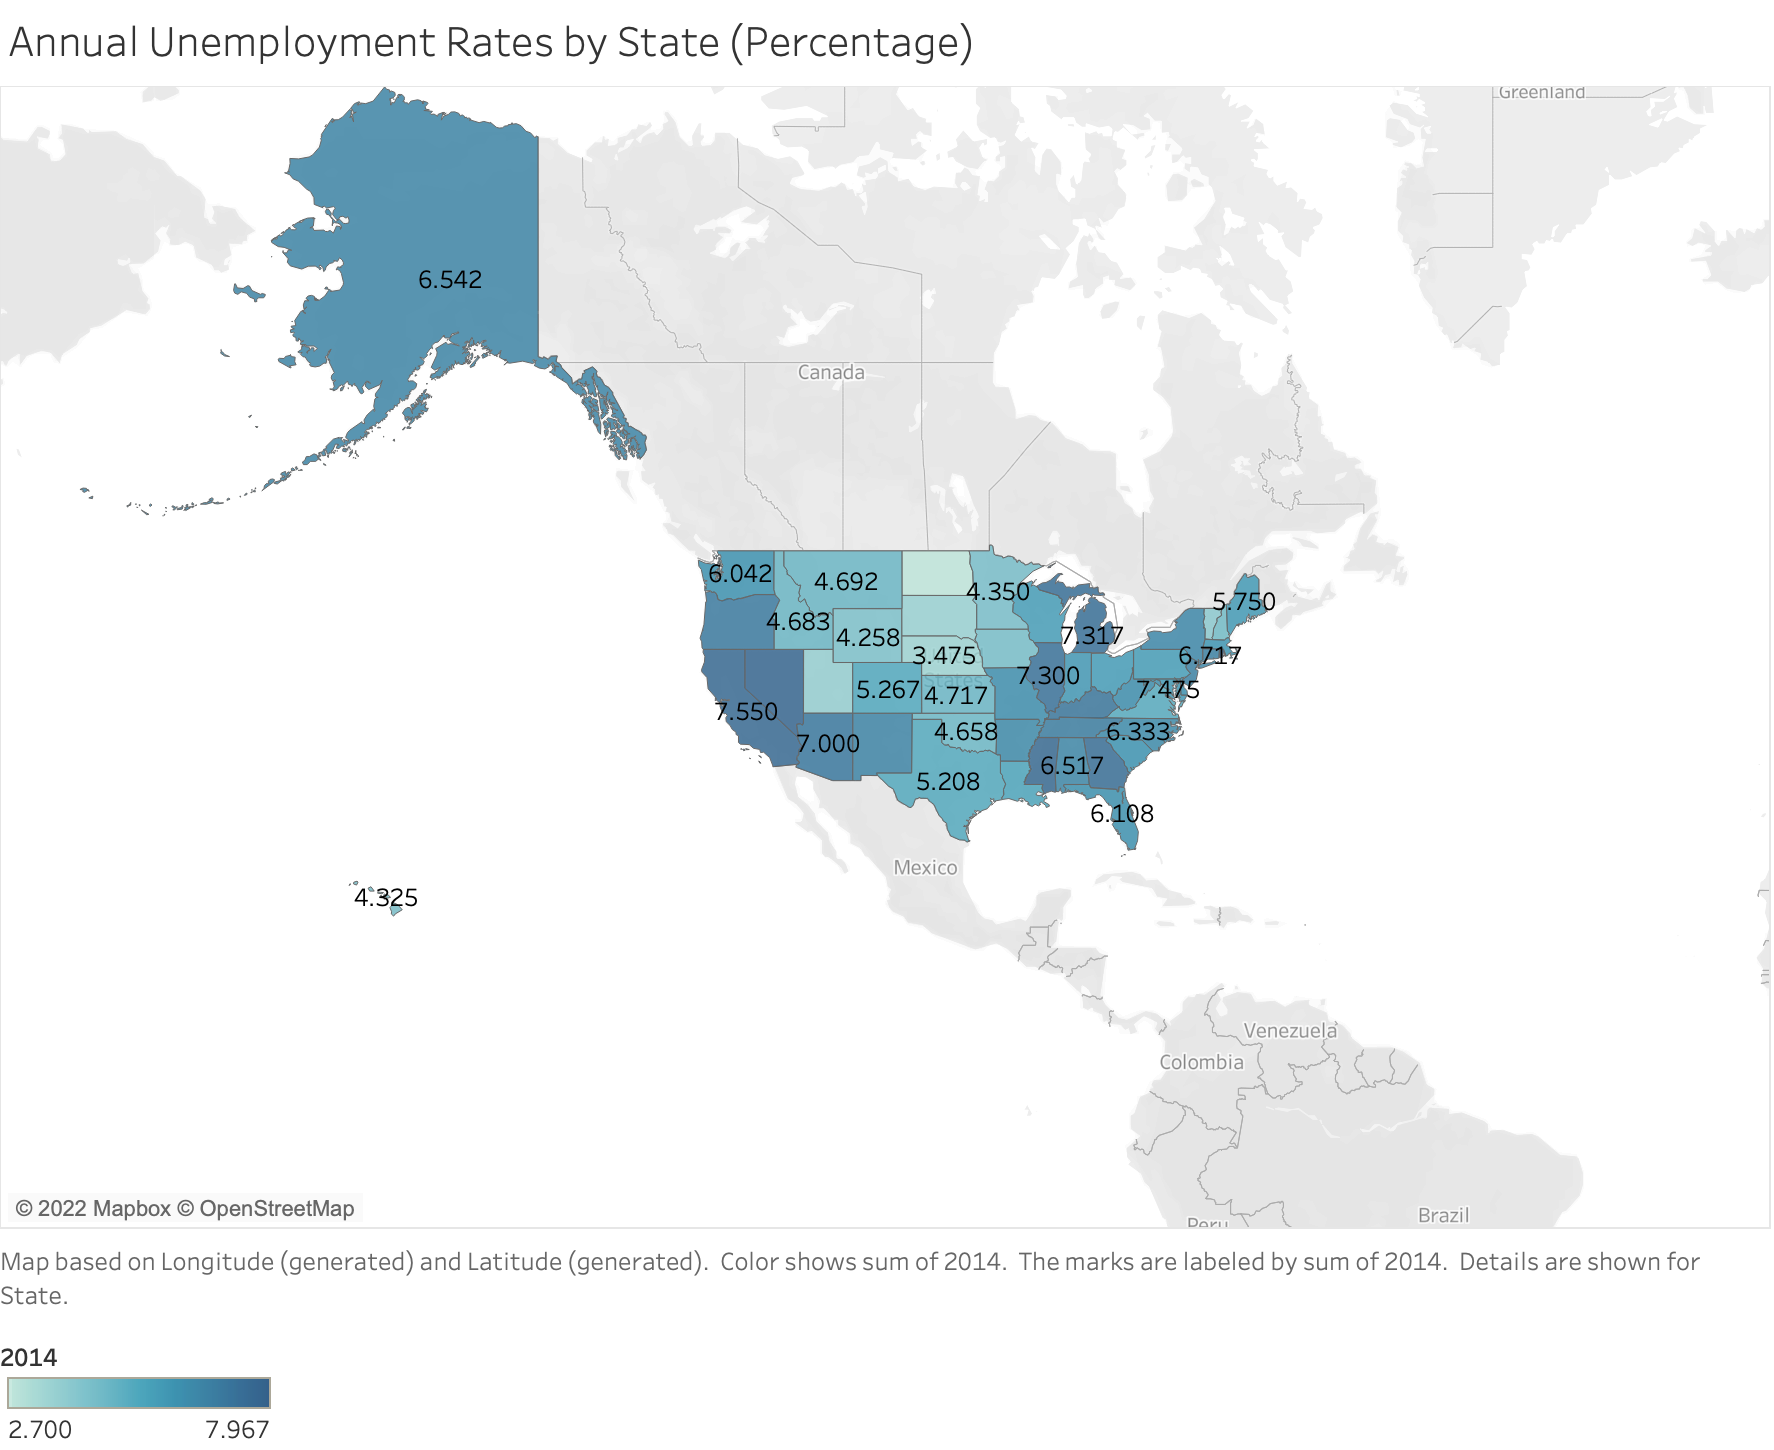 Annual Unemployment Rates by State (Percentage)
Greenland
6.542
Canada
6.042
4.692
4.350
5.750
4.683
4.258
7.317
3.475
6.717
7.300
States
5.267
4.717
7.475
7.550
4.658
6.333
7.000
6.517
5.208
6.108
Mexico
4.325
Venezuela
Colombia
Brazil
Peru
© 2022 Mapbox © OpenStreetMap
Map based on Longitude (generated) and Latitude (generated). Color shows sum of 2014. The marks are labeled by sum of 2014. Details are shown for
State.
2014
2.700 7.967